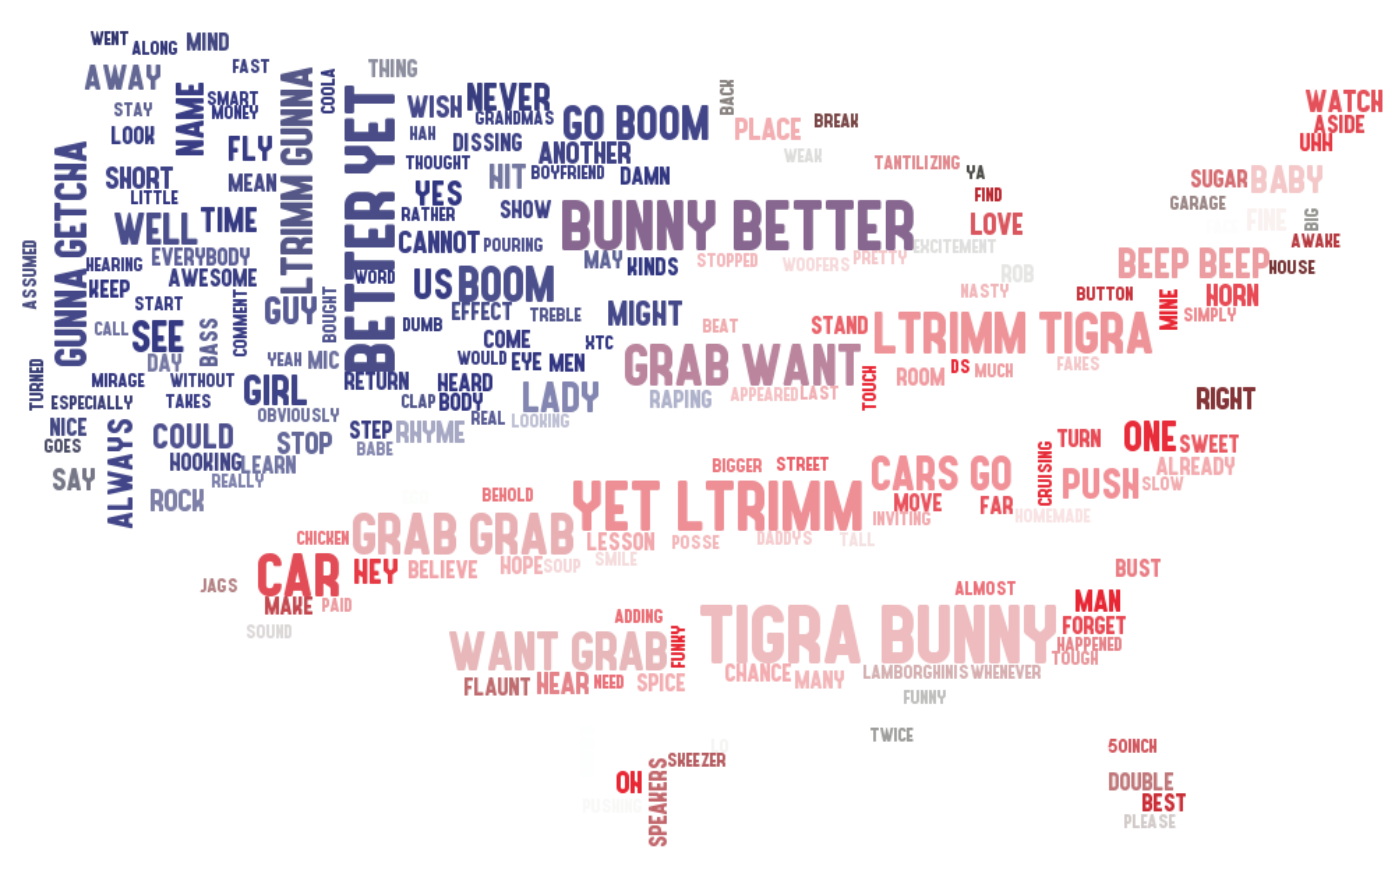 WENT
ALONG
MIND
AWAY
FAST
STAY
NAME
SMART
MONEY
LOOK
FLY
LTRIMM GUNNA
COOLA
THING
BETTER YET
WISH
NEVER
GRANDMAS
HAH
DISSING
GO BOOM
BACK
PLACE
BREAK
WATCH
ASIDE
UHH
GUNNA GETCHA
SHORT
LITTLE
MEAN
THOUGHT
HIT
ANOTHER
BOYFRIEND
DAMN
WEAK
TANTILIZING
YA
FIND
SUGAR
BABY
GARAGE
FINE
BIG
AWAKE
WELL
TIME
YES
RATHER
SHOW
BUNNY BETTER
LOVE
EVERYBODY
CANNOT
POURING
EXCITEMENT
ASSUMED
HEARING
AWESOME
WORD
MAY
KINDS
STOPPED
WOOFERS
PRETTY
ROB
BEEP BEEP
HOUSE
KEEP
START
COMMENT
GUY
BOUGHT
US
BOOM
EFFECT
TREBLE
MIGHT
NASTY
BUTTON
MINE
HORN
SIMPLY
CALL
SEE
BASS
DUMB
COME
XTC
BEAT
STAND
LTRIMM TIGRA
DAY
YEAH
MIC
WOULD
EYE
MEN
GRAB WANT
TOUCH
ROOM
DS
MUCH
FAKES
TURNED
MIRAGE
WITHOUT
GIRL
RETURN
HEARD
ESPECIALLY
TAKES
OBVIOUSLY
CLAP
BODY
LADY
RAPING
APPEARED
LAST
RIGHT
NICE
GOES
ALWAYS
COULD
STOP
STEP
BABE
RHYME
REAL
LOOKING
TURN
ONE
SWEET
SAY
HOOKING
LEARN
REALLY
ROCK
BIGGER
STREET
CARS GO
CRUISING
PUSH
ALREADY
SLOW
BEHOLD
YET LTRIMM
MOVE
FAR
INVITING
HOMEMADE
CHICKEN
GRAB GRAB
LESSON
POSSE
DADDYS
TALL
CAR
HEY
BELIEVE
HOPE
SOUP
SMILE
BUST
JAGS
MAKE
PAID
ALMOST
MAN
SOUND
ADDING
TIGRA BUNNY
FORGET
HAPPENED
TOUGH
WANT GRAB
FUNKY
CHANCE
MANY
LAMBORGHINIS
WHENEVER
FLAUNT
HEAR
NEED
SPICE
FUNNY
TWICE
50INCH
LO
SKEEZER
OH
SPEAKERS
PUSHING
DOUBLE
BEST
PLEASE